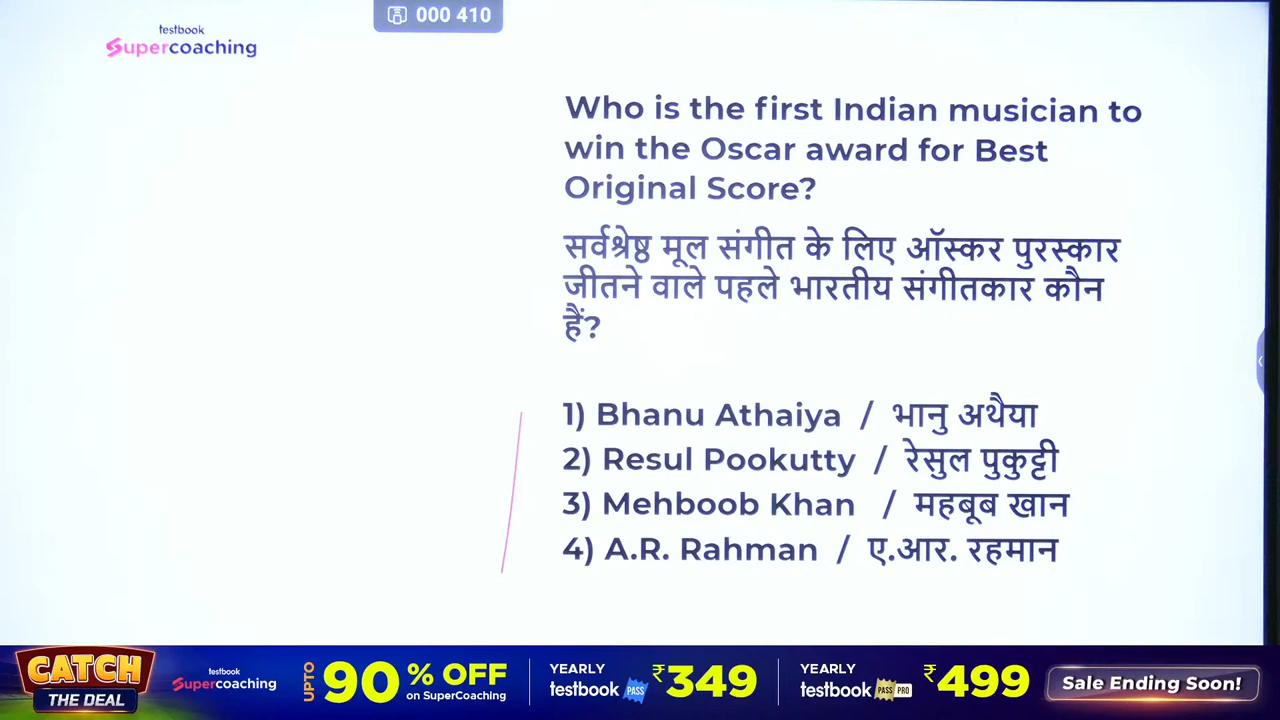 testbook
Supercoaching
000 410
Who is the first Indian musician to
win the Oscar award for Best
Original Score?
सर्वश्रेष्ठ मूल संगीत के लिए ऑस्कर पुरस्कार
जीतने वाले पहले भारतीय संगीतकार कौन
हैं?
1) Bhanu Athaiya / भानु अथैया
2) Resul Pookutty / रेसुल पुकुट्टी
3) Mehboob Khan / महबूब खान
4) A.R. Rahman / ए.आर. रहमान
CATCH
THE DEAL
testbook
Supercoaching
UPTO 90% OFF
on SuperCoaching
YEARLY
testbook PASS
₹349
YEARLY
testbook PASS PRO
₹499
Sale Ending Soon!